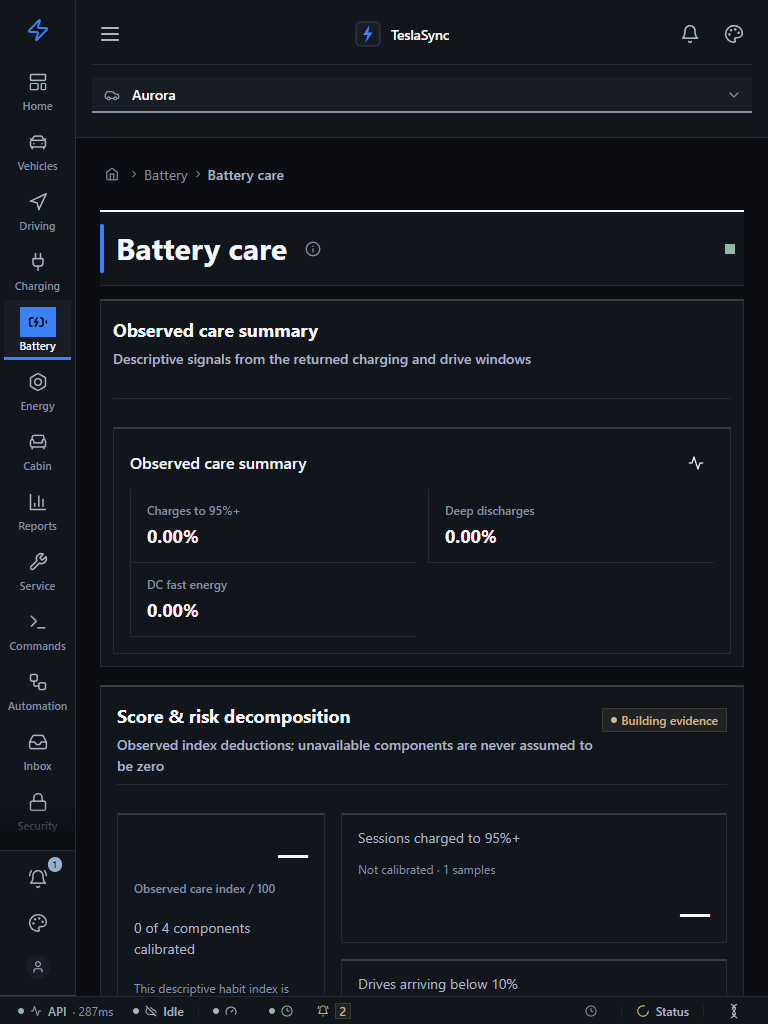 TeslaSync
Aurora
Home
Vehicles
Driving
Charging
Battery
Energy
Cabin
Reports
Service
Commands
Automation
Inbox
Security
1
Battery
Battery care
Battery care
Observed care summary
Descriptive signals from the returned charging and drive windows
Observed care summary
Charges to 95%+
0.00%
Deep discharges
0.00%
DC fast energy
0.00%
Score & risk decomposition
Building evidence
Observed index deductions; unavailable components are never assumed to
be zero
Observed care index / 100
0 of 4 components
calibrated
This descriptive habit index is
Sessions charged to 95%+
Not calibrated · 1 samples
Drives arriving below 10%
API · 287ms
Idle
2
Status